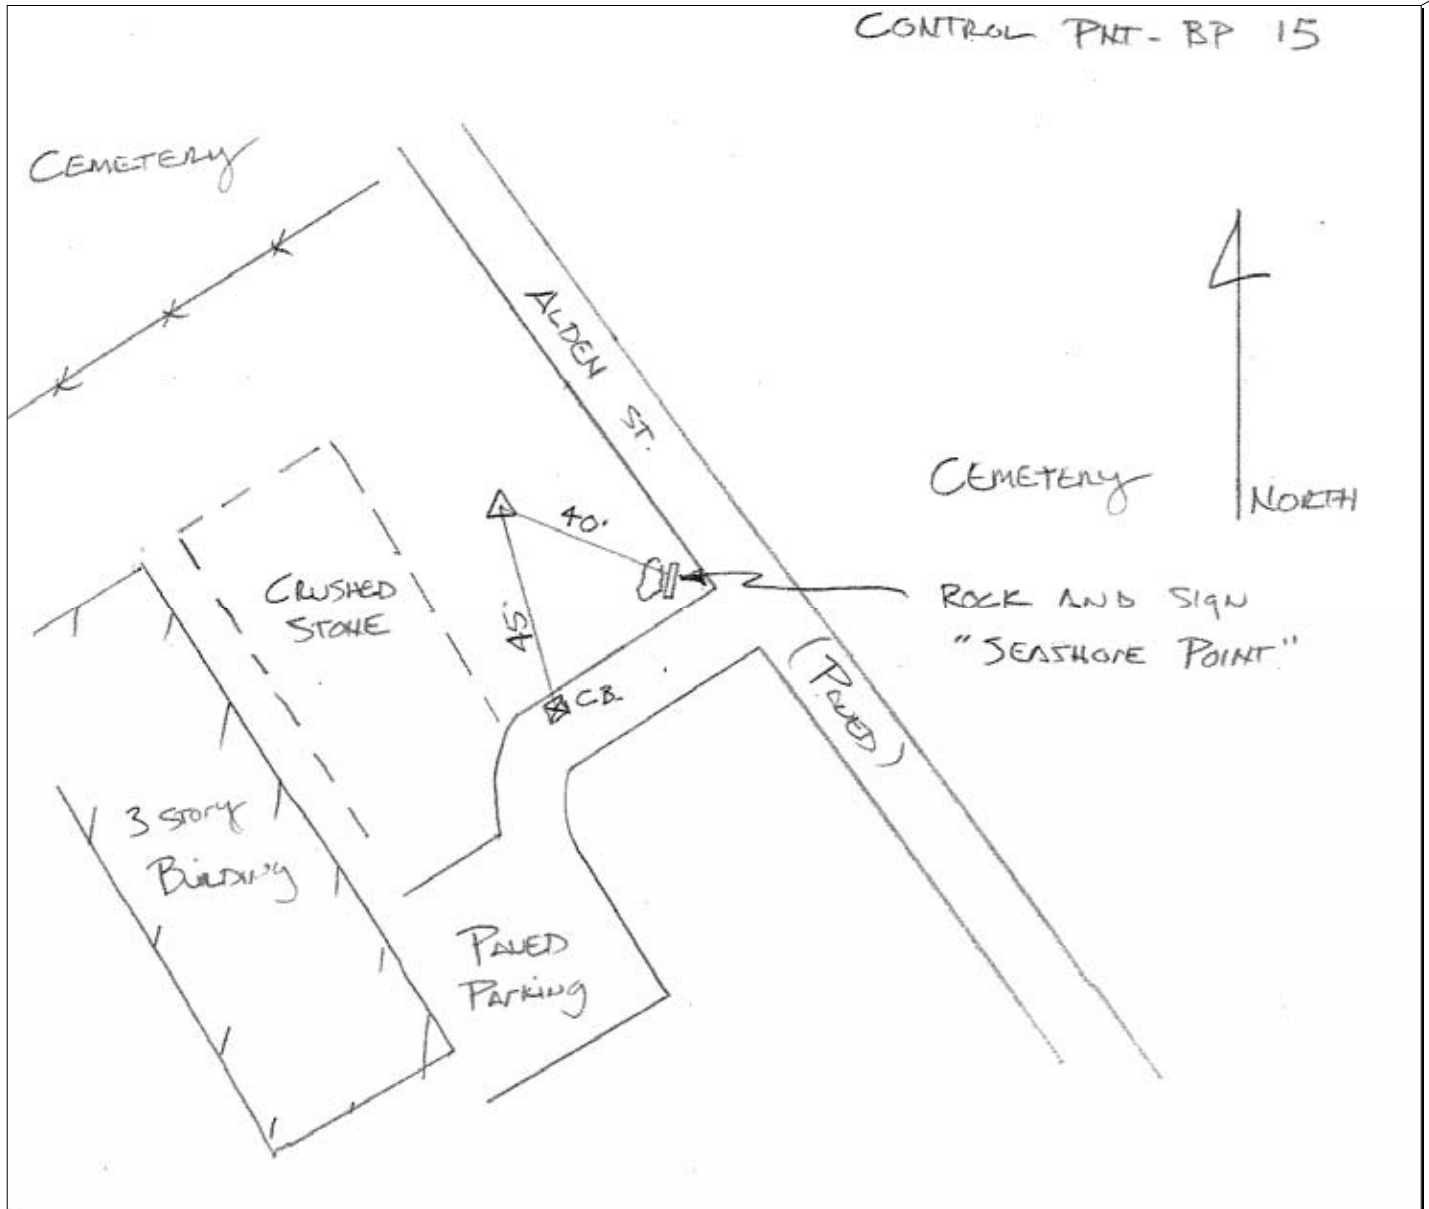 CONTROL PNT - BP 15
CEMETERY
ALDEN ST.
CEMETERY
NORTH
40'
CRUSHED
STONE
45'
ROCK AND SIGN
"SEASHORE POINT"
C.B.
(PAVED)
3 STORY
BUILDING
PAVED
PARKING